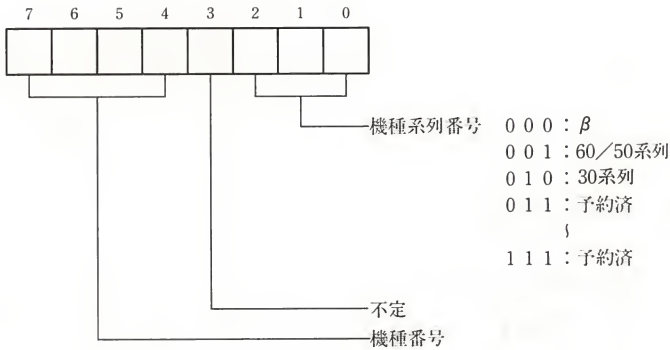 7 6 5 4 3 2 1 0
機種系列番号 0 0 0 : β
0 0 1 : 60/50系列
0 1 0 : 30系列
0 1 1 : 予約済
~
1 1 1 : 予約済
不定
機種番号